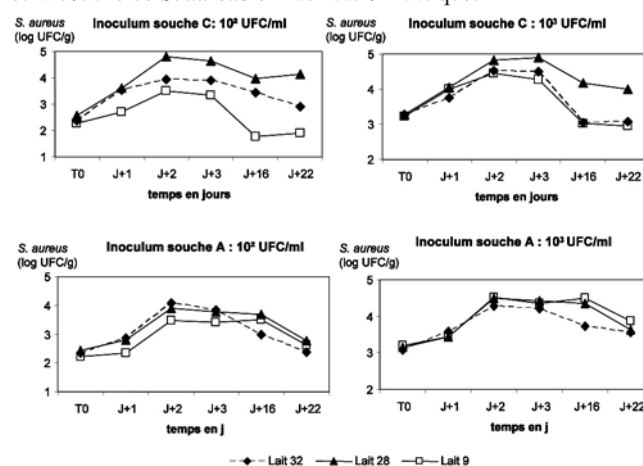 S. aureus
(log UFC/g)
Inoculum souche C: 10² UFC/ml
5
4
3
2
1
T0 J+1 J+2 J+3 J+16 J+22
temps en jours
S. aureus
(log UFC/g)
Inoculum souche C : 10³ UFC/ml
5
4
3
2
T0 J+1 J+2 J+3 J+16 J+22
temps en jours
S. aureus
(log UFC/g)
Inoculum souche A : 10² UFC/ml
5
4
3
2
1
T0 J+1 J+2 J+3 J+16 J+22
temps en j
S. aureus
(log UFC/g)
Inoculum souche A : 10³ UFC/ml
5
4
3
2
T0 J+1 J+2 J+3 J+16 J+22
temps en j
Lait 32 Lait 28 Lait 9